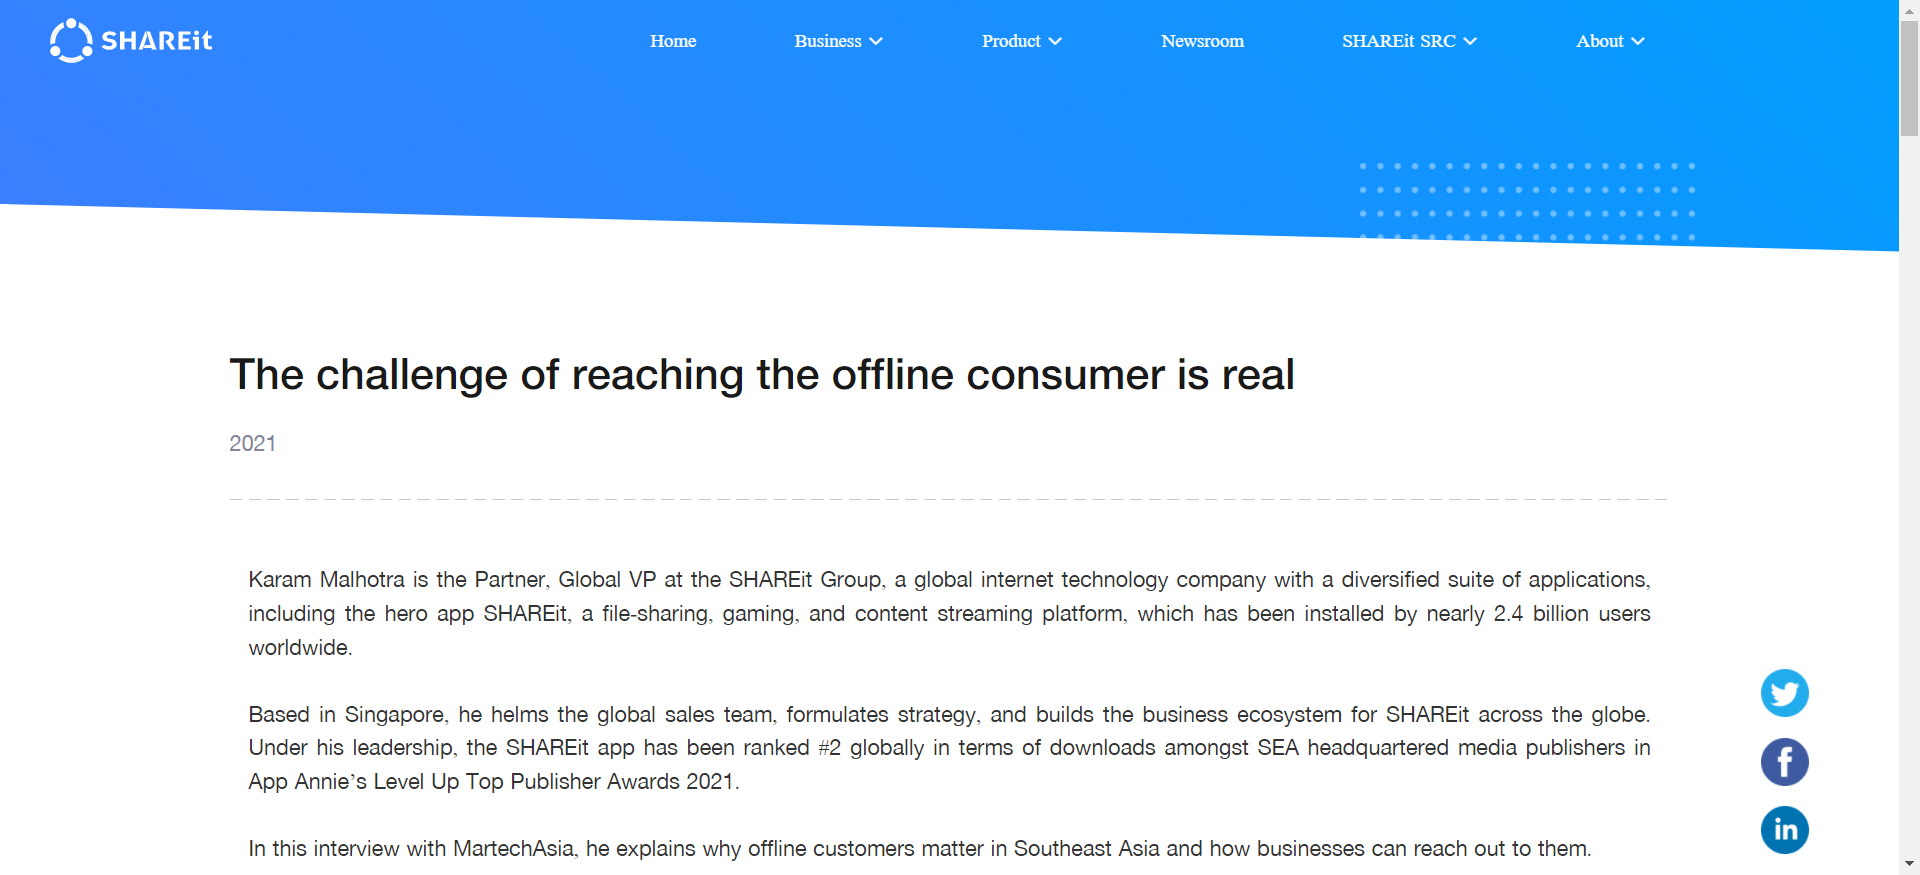 SHAREit
Home
Business
Product
Newsroom
SHAREit SRC
About
The challenge of reaching the offline consumer is real
2021
Karam Malhotra is the Partner, Global VP at the SHAREit Group, a global internet technology company with a diversified suite of applications,
including the hero app SHAREit, a file-sharing, gaming, and content streaming platform, which has been installed by nearly 2.4 billion users
worldwide.
Based in Singapore, he helms the global sales team, formulates strategy, and builds the business ecosystem for SHAREit across the globe.
Under his leadership, the SHAREit app has been ranked #2 globally in terms of downloads amongst SEA headquartered media publishers in
App Annie’s Level Up Top Publisher Awards 2021.
In this interview with MartechAsia, he explains why offline customers matter in Southeast Asia and how businesses can reach out to them.